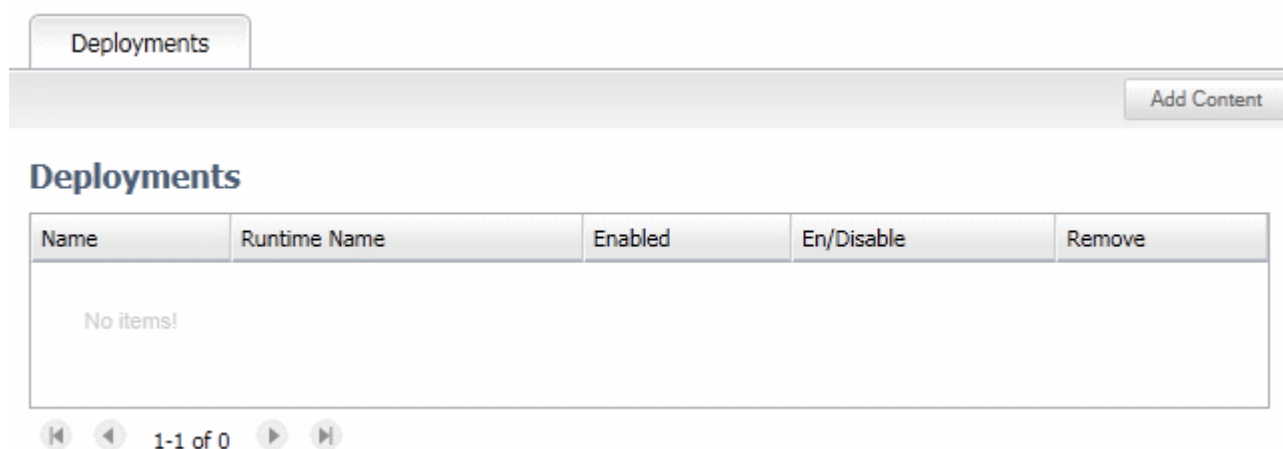 Deployments
Add Content
Deployments
Name Runtime Name Enabled En/Disable Remove
No items!
1-1 of 0